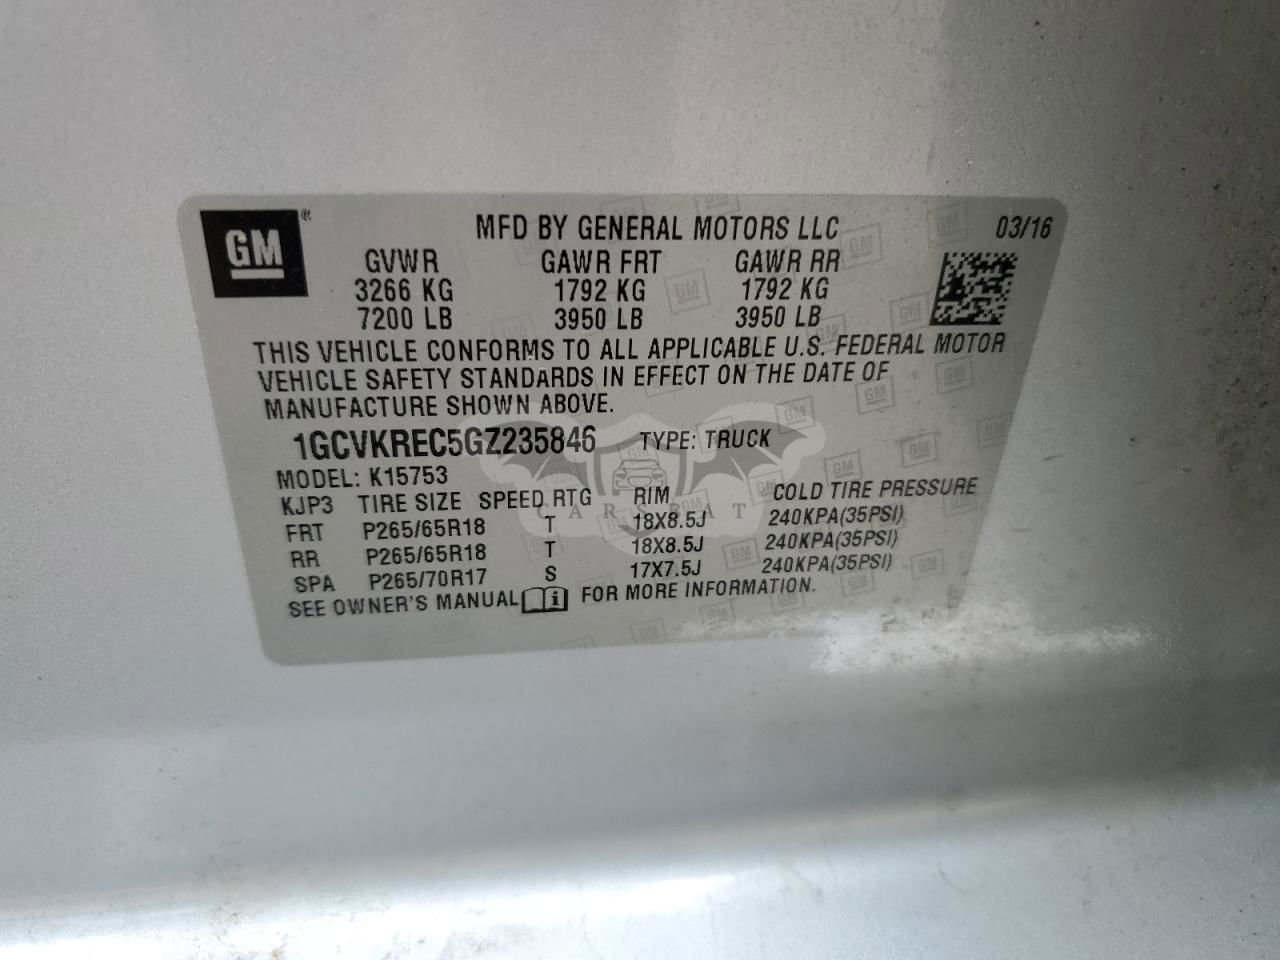 GM ® MFD BY GENERAL MOTORS LLC 03/16
GVWR GAWR FRT GAWR RR
3266 KG 1792 KG 1792 KG
7200 LB 3950 LB 3950 LB
THIS VEHICLE CONFORMS TO ALL APPLICABLE U.S. FEDERAL MOTOR
VEHICLE SAFETY STANDARDS IN EFFECT ON THE DATE OF
MANUFACTURE SHOWN ABOVE.
1GCVKREC5GZ235846 TYPE: TRUCK
MODEL: K15753
KJP3 TIRE SIZE SPEED RTG RIM COLD TIRE PRESSURE
FRT P265/65R18 T 18X8.5J 240KPA(35PSI)
RR P265/65R18 T 18X8.5J 240KPA(35PSI)
SPA P265/70R17 S 17X7.5J 240KPA(35PSI)
SEE OWNER'S MANUAL i FOR MORE INFORMATION.
CARSBAT